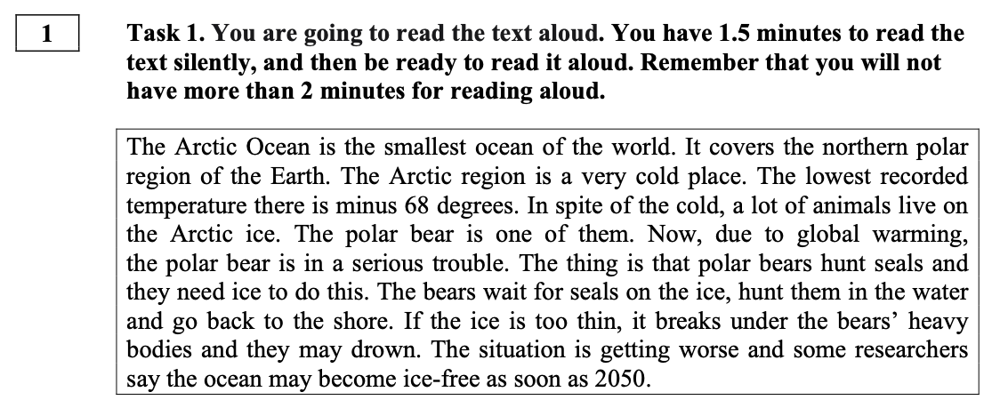 1
Task 1. You are going to read the text aloud. You have 1.5 minutes to read the
text silently, and then be ready to read it aloud. Remember that you will not
have more than 2 minutes for reading aloud.
The Arctic Ocean is the smallest ocean of the world. It covers the northern polar
region of the Earth. The Arctic region is a very cold place. The lowest recorded
temperature there is minus 68 degrees. In spite of the cold, a lot of animals live on
the Arctic ice. The polar bear is one of them. Now, due to global warming,
the polar bear is in a serious trouble. The thing is that polar bears hunt seals and
they need ice to do this. The bears wait for seals on the ice, hunt them in the water
and go back to the shore. If the ice is too thin, it breaks under the bears’ heavy
bodies and they may drown. The situation is getting worse and some researchers
say the ocean may become ice-free as soon as 2050.